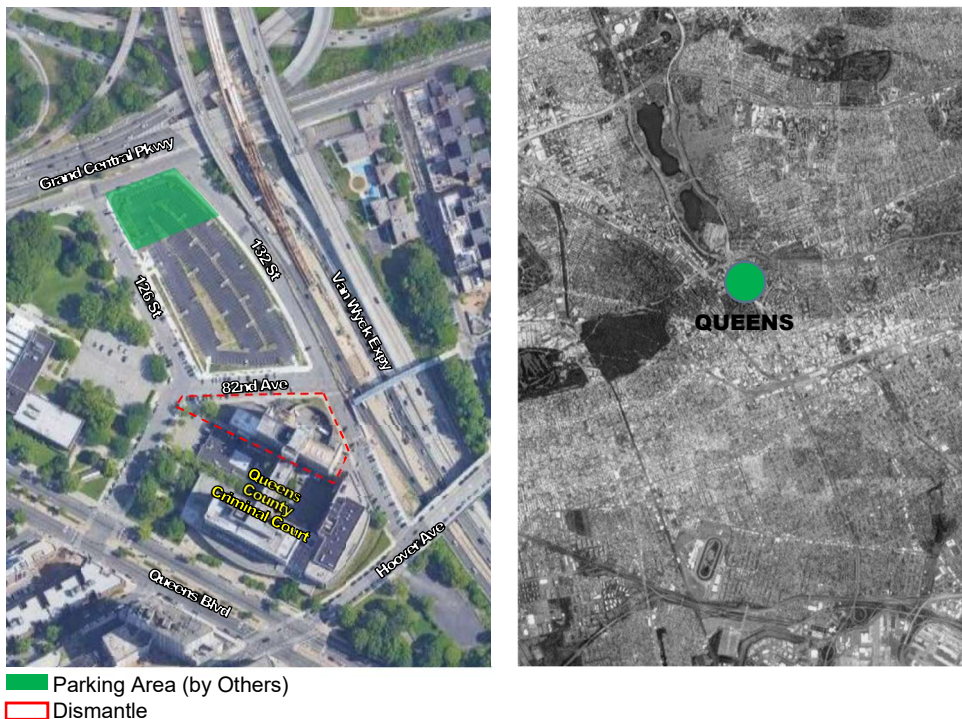 Grand Central Pkwy
132 St
126 St
Van Wyck Expy
82nd Ave
Queens
County
Criminal Court
Hoover Ave
Queens Blvd
QUEENS
Parking Area (by Others)
Dismantle